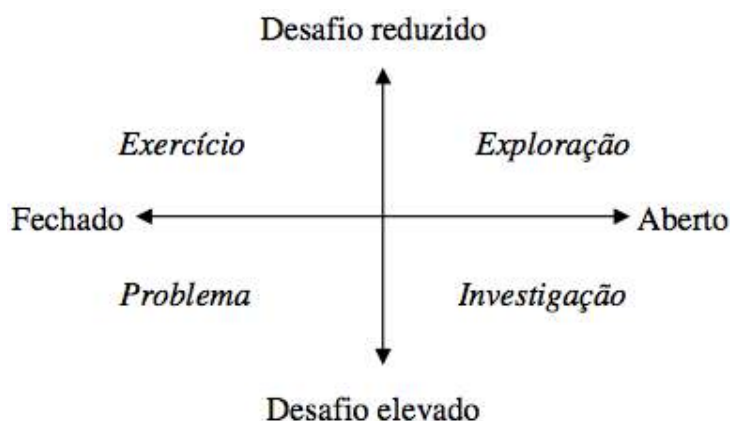 Desafio reduzido
Exercício Exploração
Fechado Aberto
Problema Investigação
Desafio elevado